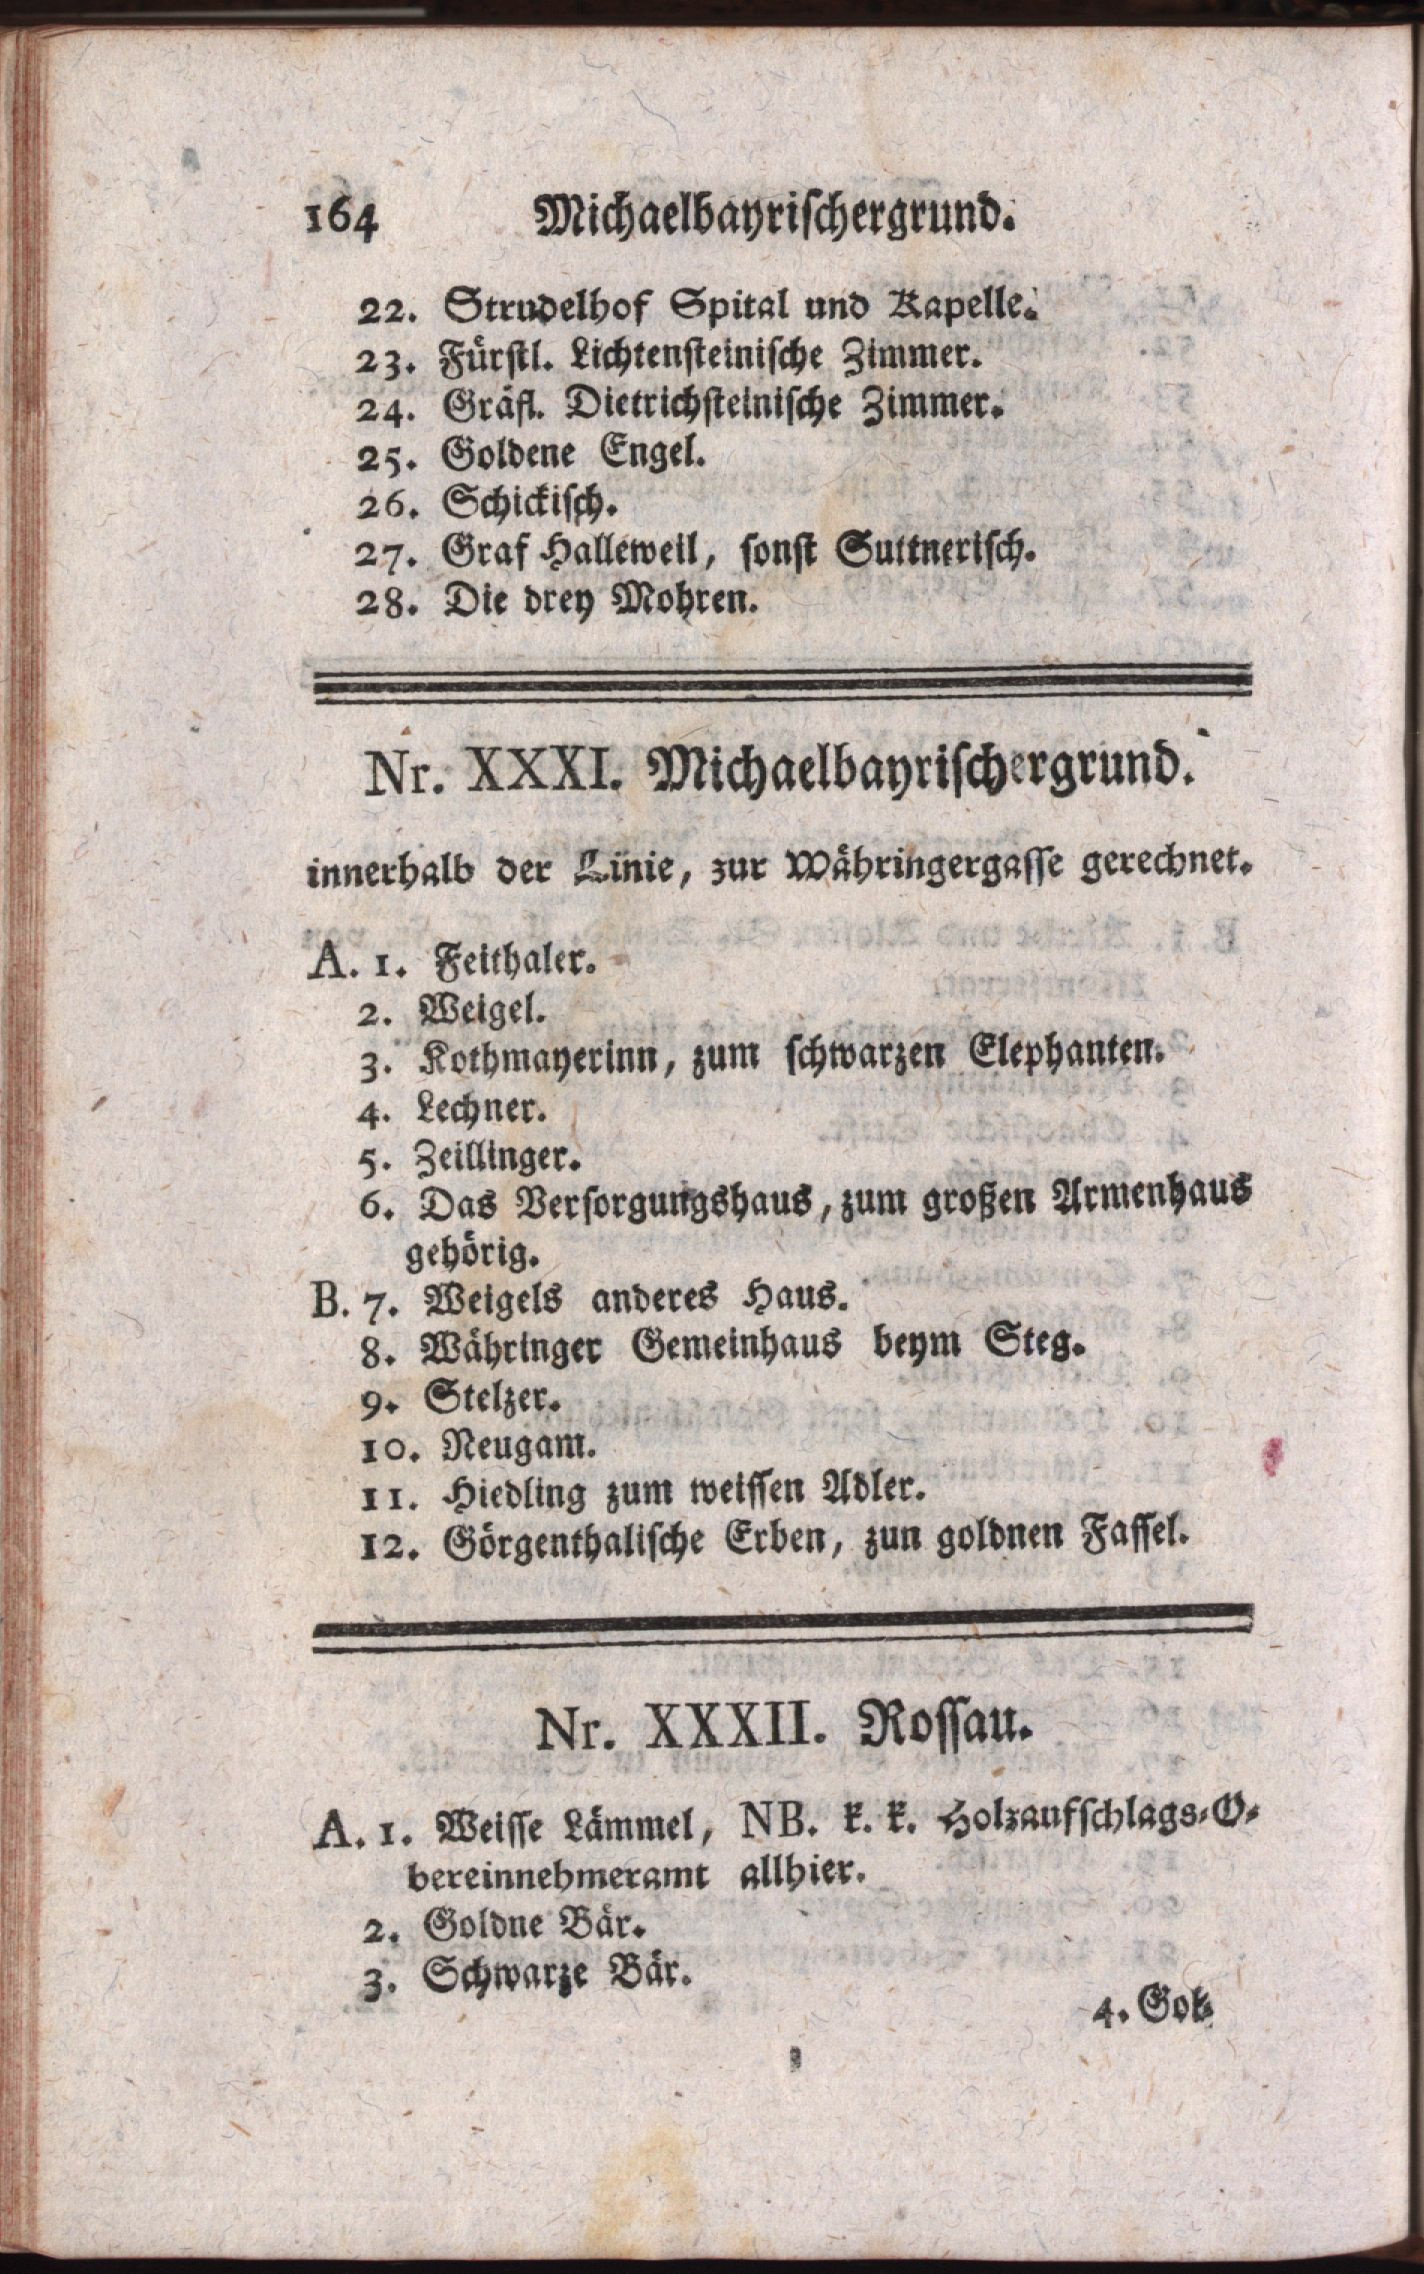 164 Michaelbayrischergrund.
22. Strudelhof Spital und Kapelle.
23. Fürstl. Lichtensteinische Zimmer.
24. Gräfl. Dietrichsteinische Zimmer.
25. Goldene Engel.
26. Schickisch.
27. Graf Halleweil, sonst Suttnerisch.
28. Die drey Mohren.
Nr. XXXI. Michaelbayrischergrund.
innerhalb der Linie, zur Währingergasse gerechnet.
A. 1. Feithaler.
2. Weigel.
3. Kothmayerinn, zum schwarzen Elephanten.
4. Lechner.
5. Zeillinger.
6. Das Versorgungshaus, zum großen Armenhaus
gehörig.
B. 7. Weigels anderes Haus.
8. Währinger Gemeinhaus beym Steg.
9. Stelzer.
10. Neugam.
11. Hiedling zum weissen Adler.
12. Görgenthalische Erben, zun goldnen Fassel.
Nr. XXXII. Rossau.
A. 1. Weisse Lämmel, NB. k. k. Holzaufschlags-O-
bereinnehmeramt allhier.
2. Goldne Bär.
3. Schwarze Bär.
4. Gol-